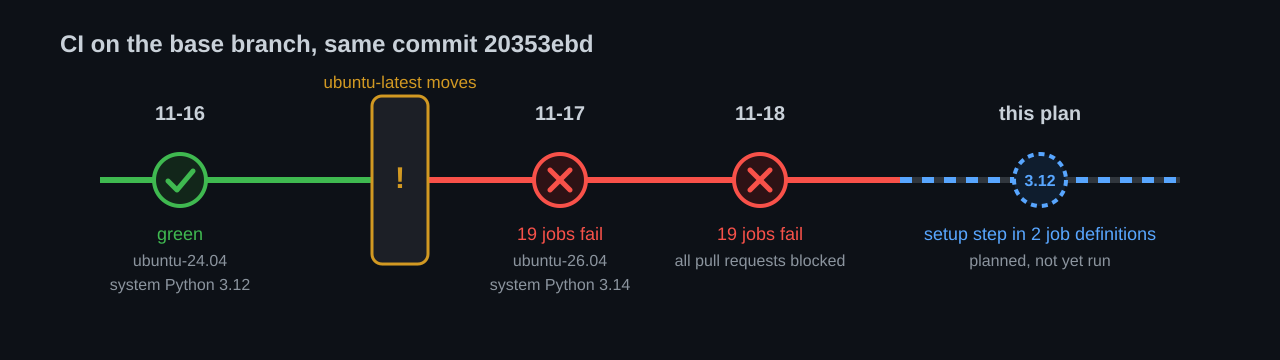 CI on the base branch, same commit 20353ebd
ubuntu-latest moves
11-16
11-17
11-18
this plan
!
3.12
green
19 jobs fail
19 jobs fail
setup step in 2 job definitions
ubuntu-24.04
ubuntu-26.04
all pull requests blocked
planned, not yet run
system Python 3.12
system Python 3.14